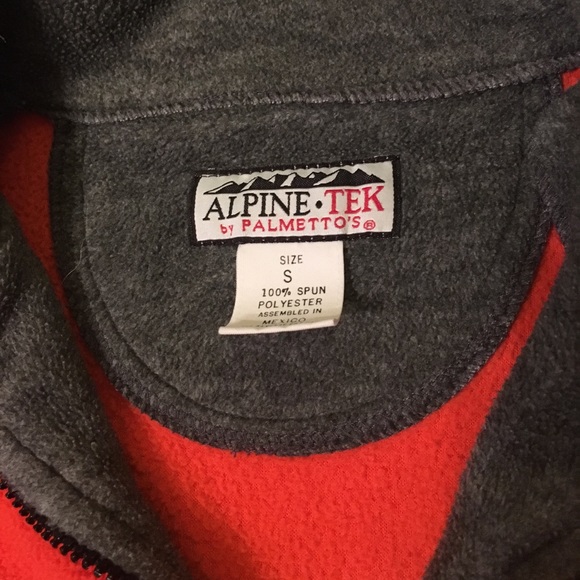 ALPINE·TEK
by PALMETTO'S®
SIZE
S
100% SPUN
POLYESTER
ASSEMBLED IN
MEXICO